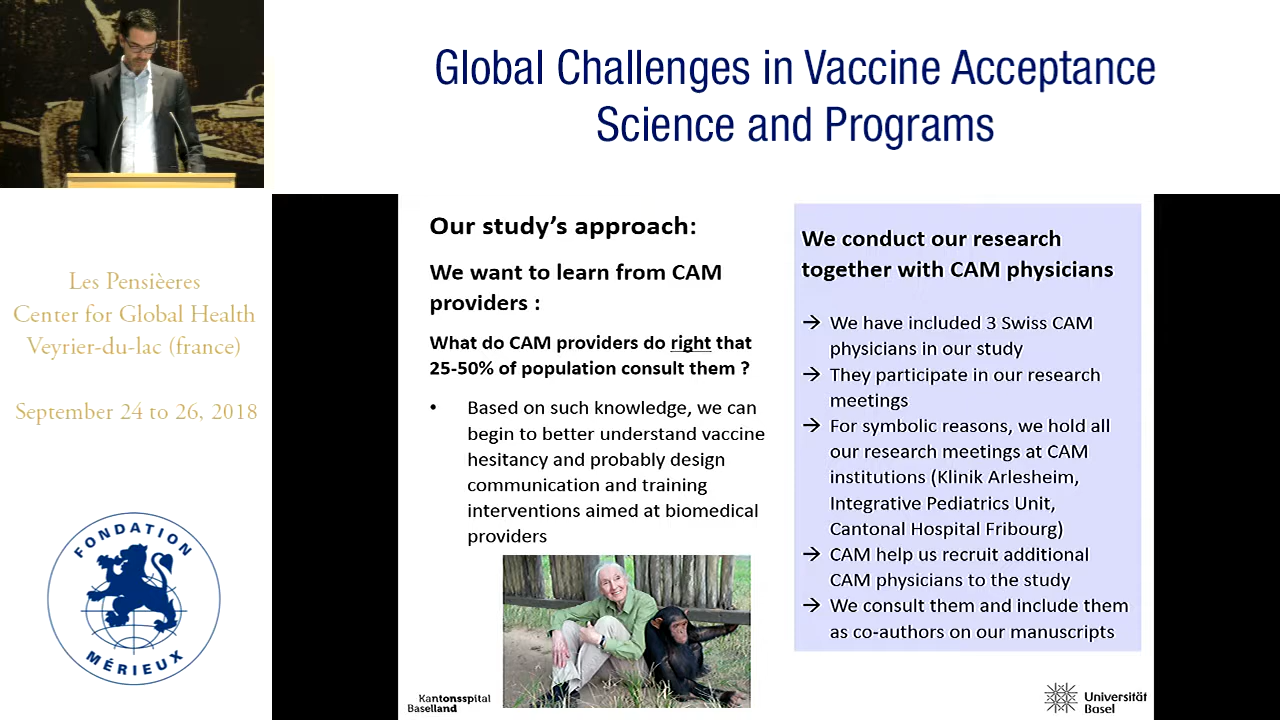 Global Challenges in Vaccine Acceptance
Science and Programs
Les Pensièeres
Center for Global Health
Veyrier-du-lac (france)
September 24 to 26, 2018
FONDATION
MÉRIEUX
Our study's approach:
We want to learn from CAM
providers :
What do CAM providers do right that
25-50% of population consult them ?
• Based on such knowledge, we can
begin to better understand vaccine
hesitancy and probably design
communication and training
interventions aimed at biomedical
providers
Kantonsspital
Baselland
We conduct our research
together with CAM physicians
→ We have included 3 Swiss CAM
physicians in our study
→ They participate in our research
meetings
→ For symbolic reasons, we hold all
our research meetings at CAM
institutions (Klinik Arlesheim,
Integrative Pediatrics Unit,
Cantonal Hospital Fribourg)
→ CAM help us recruit additional
CAM physicians to the study
→ We consult them and include them
as co-authors on our manuscripts
Universität
Basel